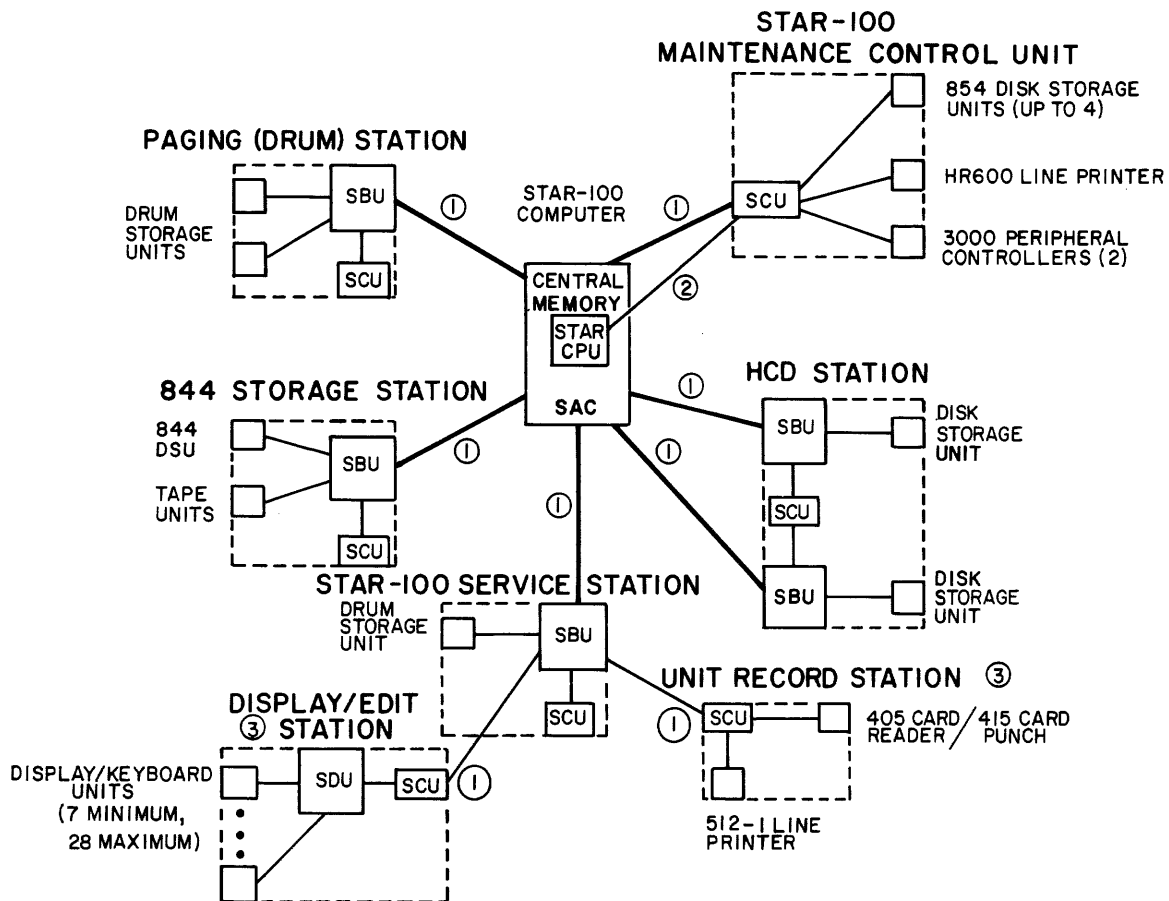 STAR-100
MAINTENANCE CONTROL UNIT
854 DISK STORAGE
UNITS (UP TO 4)
HR600 LINE PRINTER
3000 PERIPHERAL
CONTROLLERS (2)
SCU
PAGING (DRUM) STATION
SBU
DRUM
STORAGE
UNITS
SCU
1
STAR-100
COMPUTER
1
2
CENTRAL
MEMORY
STAR
CPU
SAC
844 STORAGE STATION
844
DSU
TAPE
UNITS
SBU
SCU
1
HCD STATION
1
SBU
DISK
STORAGE
UNIT
SCU
1
SBU
DISK
STORAGE
UNIT
1
STAR-100 SERVICE STATION
DRUM
STORAGE
UNIT
SBU
SCU
UNIT RECORD STATION 3
1
SCU
405 CARD / 415 CARD
READER / PUNCH
512-1 LINE
PRINTER
DISPLAY/EDIT
3 STATION
SDU
SCU
1
DISPLAY/KEYBOARD
UNITS
(7 MINIMUM,
28 MAXIMUM)